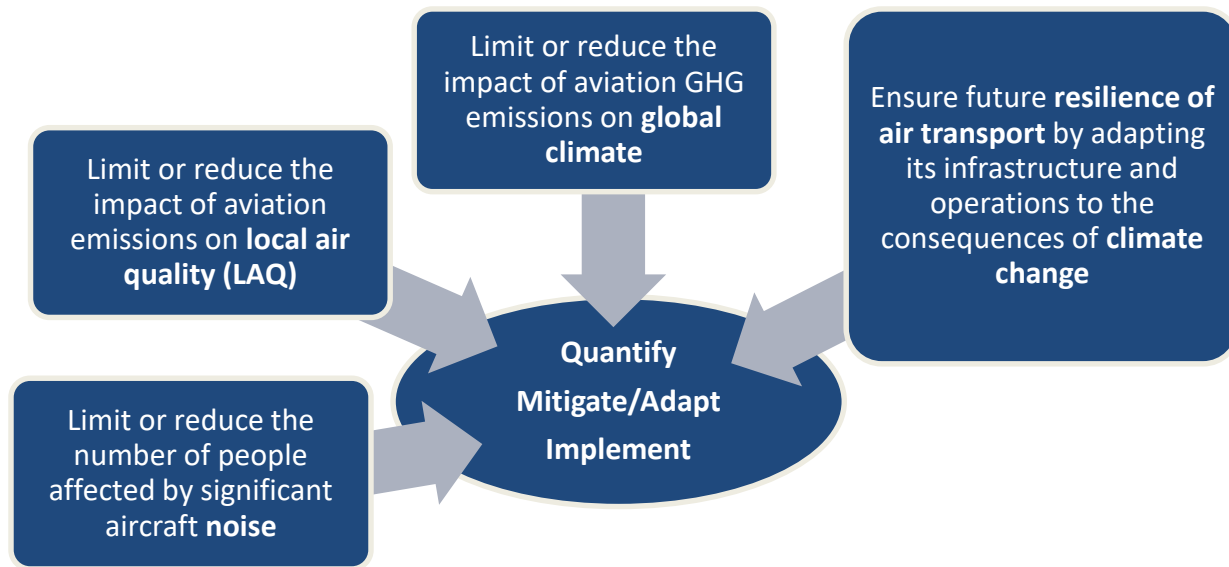 Limit or reduce the
impact of aviation GHG
emissions on global
climate
Ensure future resilience of
air transport by adapting
its infrastructure and
operations to the
consequences of climate
change
Limit or reduce the
impact of aviation
emissions on local air
quality (LAQ)
Quantify
Mitigate/Adapt
Implement
Limit or reduce the
number of people
affected by significant
aircraft noise